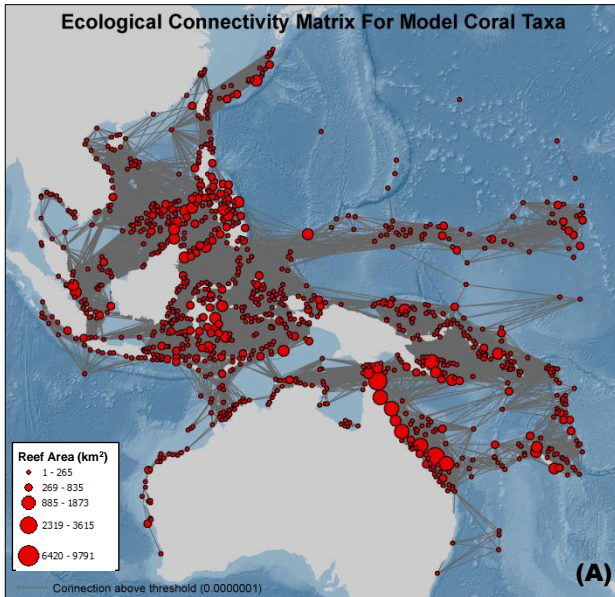 Ecological Connectivity Matrix For Model Coral Taxa
Reef Area (km²)
1 - 265
269 - 835
885 - 1873
2319 - 3615
6420 - 9791
Connection above threshold (0.0000001)
(A)